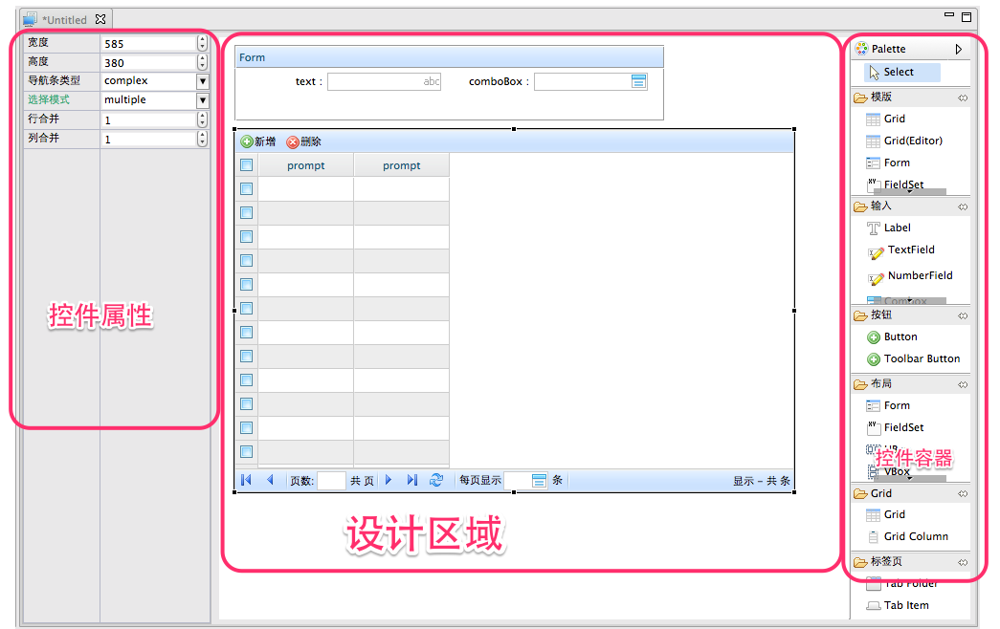 *Untitled
宽度 585
高度 380
导航条类型 complex
选择模式 multiple
行合并 1
列合并 1
控件属性
Form
text : abc comboBox :
新增 删除
prompt prompt
页数: 共 页 每页显示 条 显示 – 共 条
设计区域
Palette
Select
模版
Grid
Grid(Editor)
Form
FieldSet
输入
Label
TextField
NumberField
Combox
按钮
Button
Toolbar Button
布局
Form
FieldSet
控件容器
VBox
Grid
Grid
Grid Column
标签页
Tab Folder
Tab Item